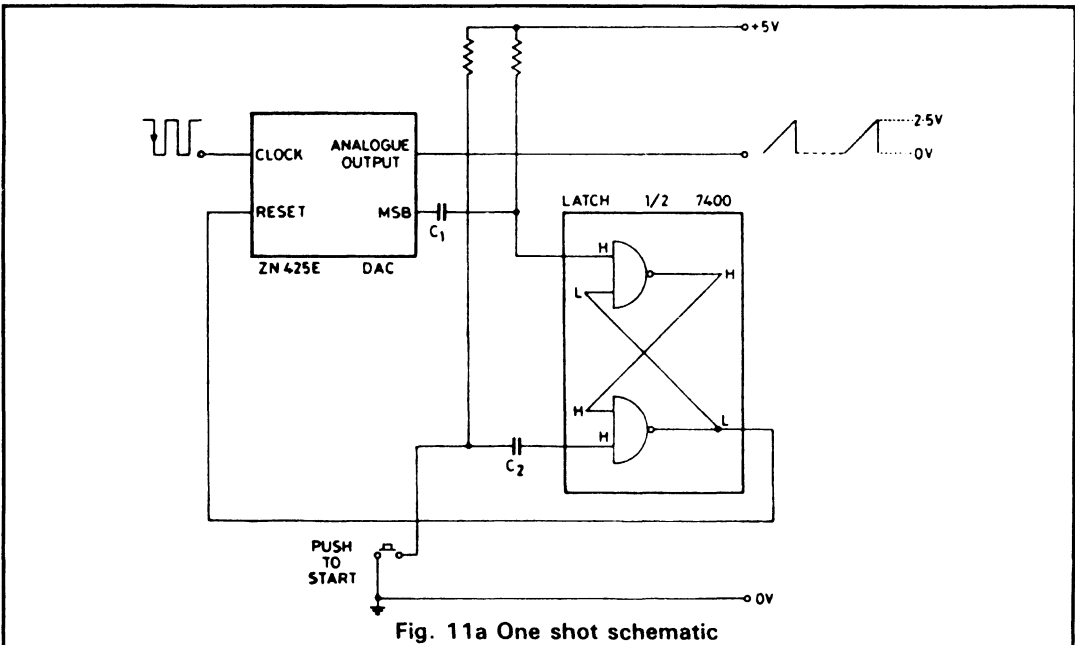 +5V
CLOCK
ANALOGUE
OUTPUT
2·5V
0V
RESET
MSB
C1
ZN 425E DAC
LATCH 1/2 7400
H
H
L
H
L
H
C2
PUSH
TO
START
0V
Fig. 11a One shot schematic